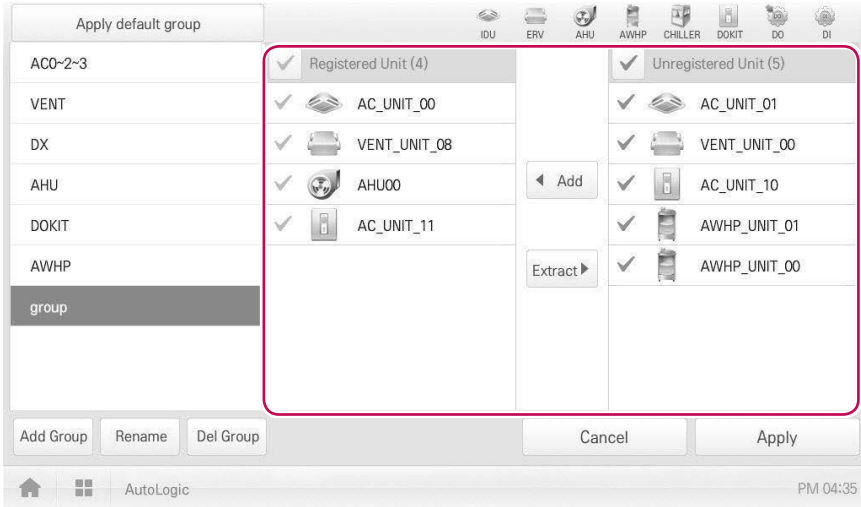 Apply default group
IDU ERV AHU AWHP CHILLER DOKIT DO DI
AC0~2~3
VENT
DX
AHU
DOKIT
AWHP
group
Registered Unit (4)
AC_UNIT_00
VENT_UNIT_08
AHU00
AC_UNIT_11
Add
Extract
Unregistered Unit (5)
AC_UNIT_01
VENT_UNIT_00
AC_UNIT_10
AWHP_UNIT_01
AWHP_UNIT_00
Add Group Rename Del Group Cancel Apply
AutoLogic PM 04:35